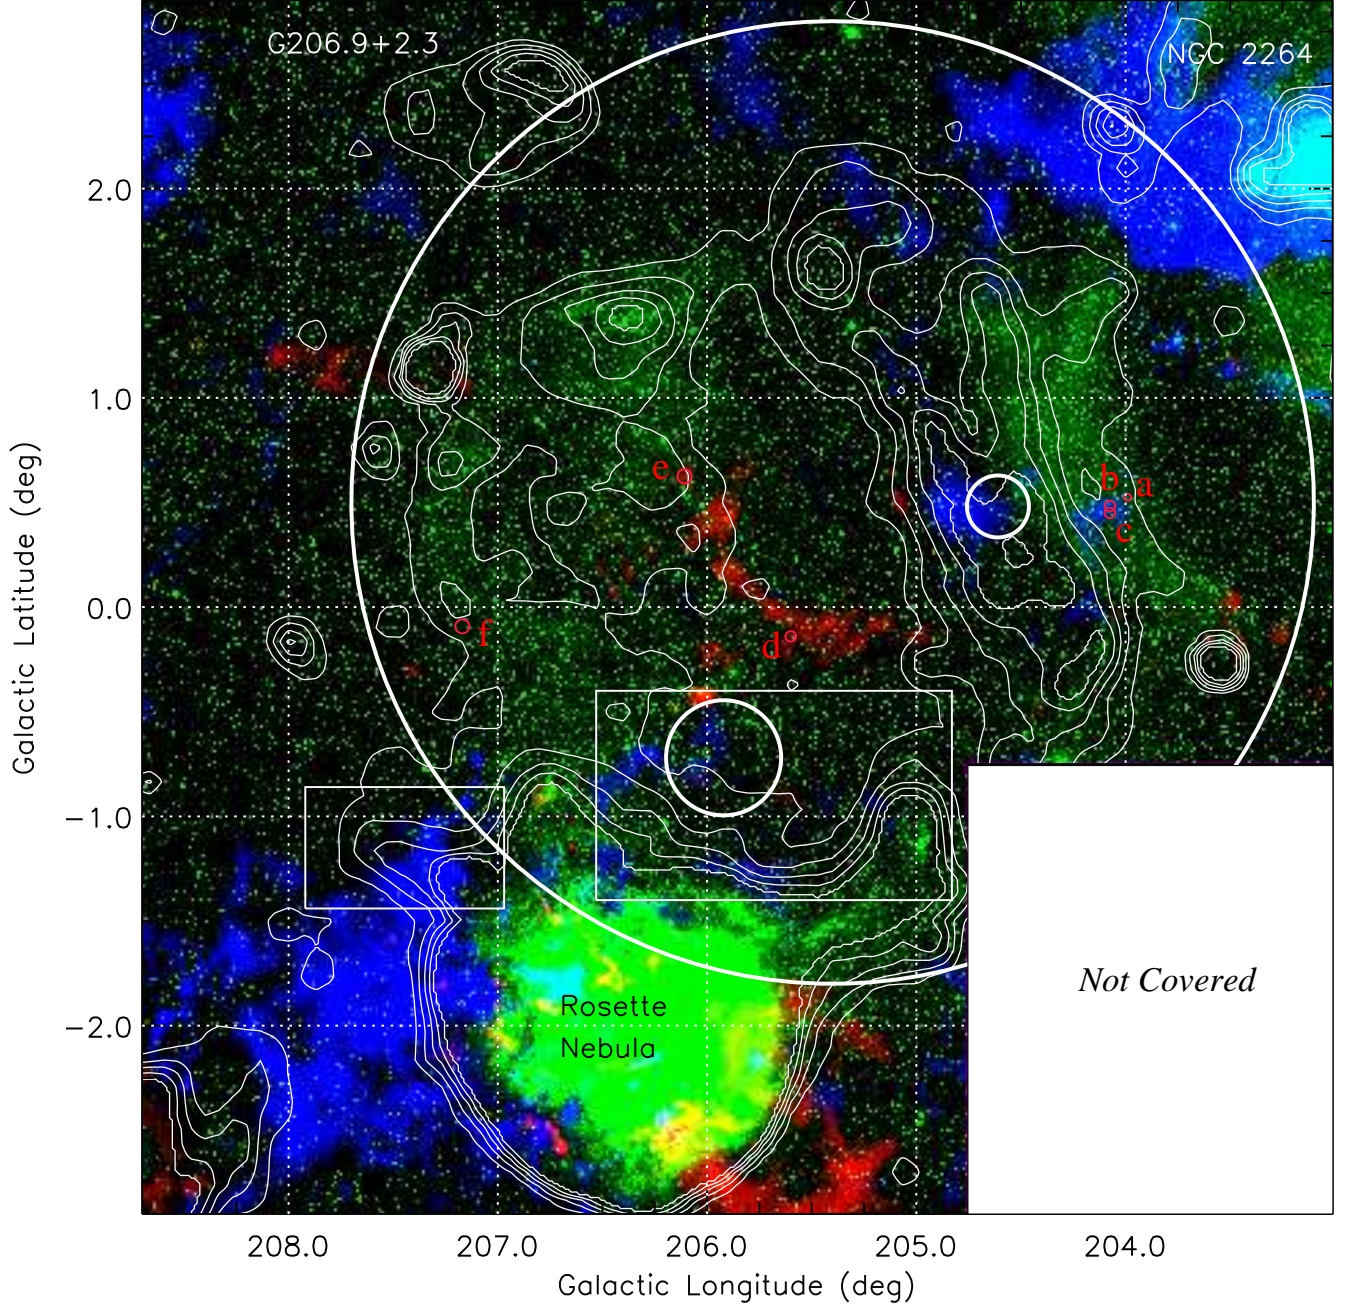 G206.9+2.3
NGC 2264
2.0
1.0
0.0
−1.0
−2.0
b
a
e
c
f
d
Rosette
Nebula
Not Covered
Galactic Latitude (deg)
208.0
207.0
206.0
205.0
204.0
Galactic Longitude (deg)